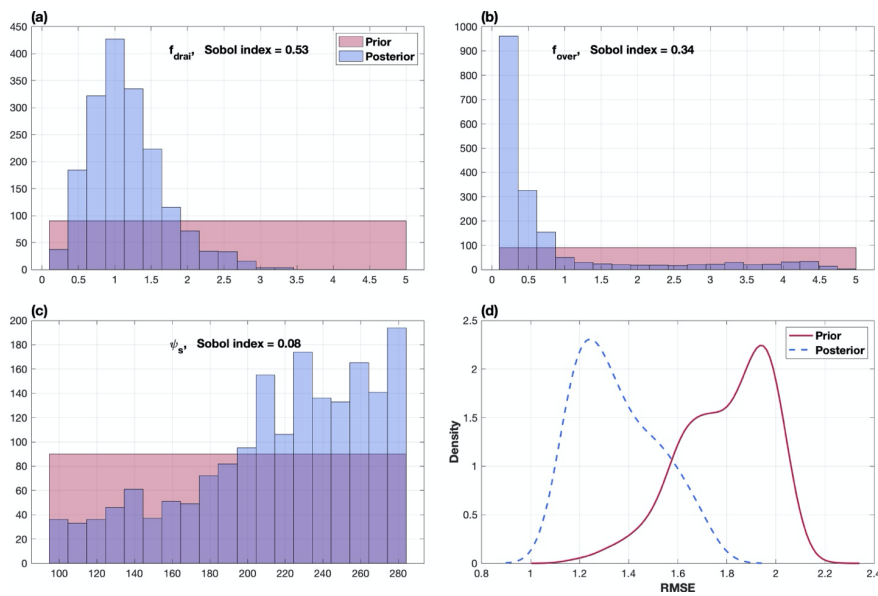 (a)
450
400
350
300
250
200
150
100
50
0
f_drai, Sobol index = 0.53
Prior
Posterior
0 0.5 1 1.5 2 2.5 3 3.5 4 4.5 5
(b)
1000
900
800
700
600
500
400
300
200
100
0
f_over, Sobol index = 0.34
0 0.5 1 1.5 2 2.5 3 3.5 4 4.5 5
(c)
200
180
160
140
120
100
80
60
40
20
0
ψ_s, Sobol index = 0.08
100 120 140 160 180 200 220 240 260 280
(d)
2.5
2
1.5
1
0.5
0
Density
Prior
Posterior
0.8 1 1.2 1.4 1.6 1.8 2 2.2 2.4
RMSE